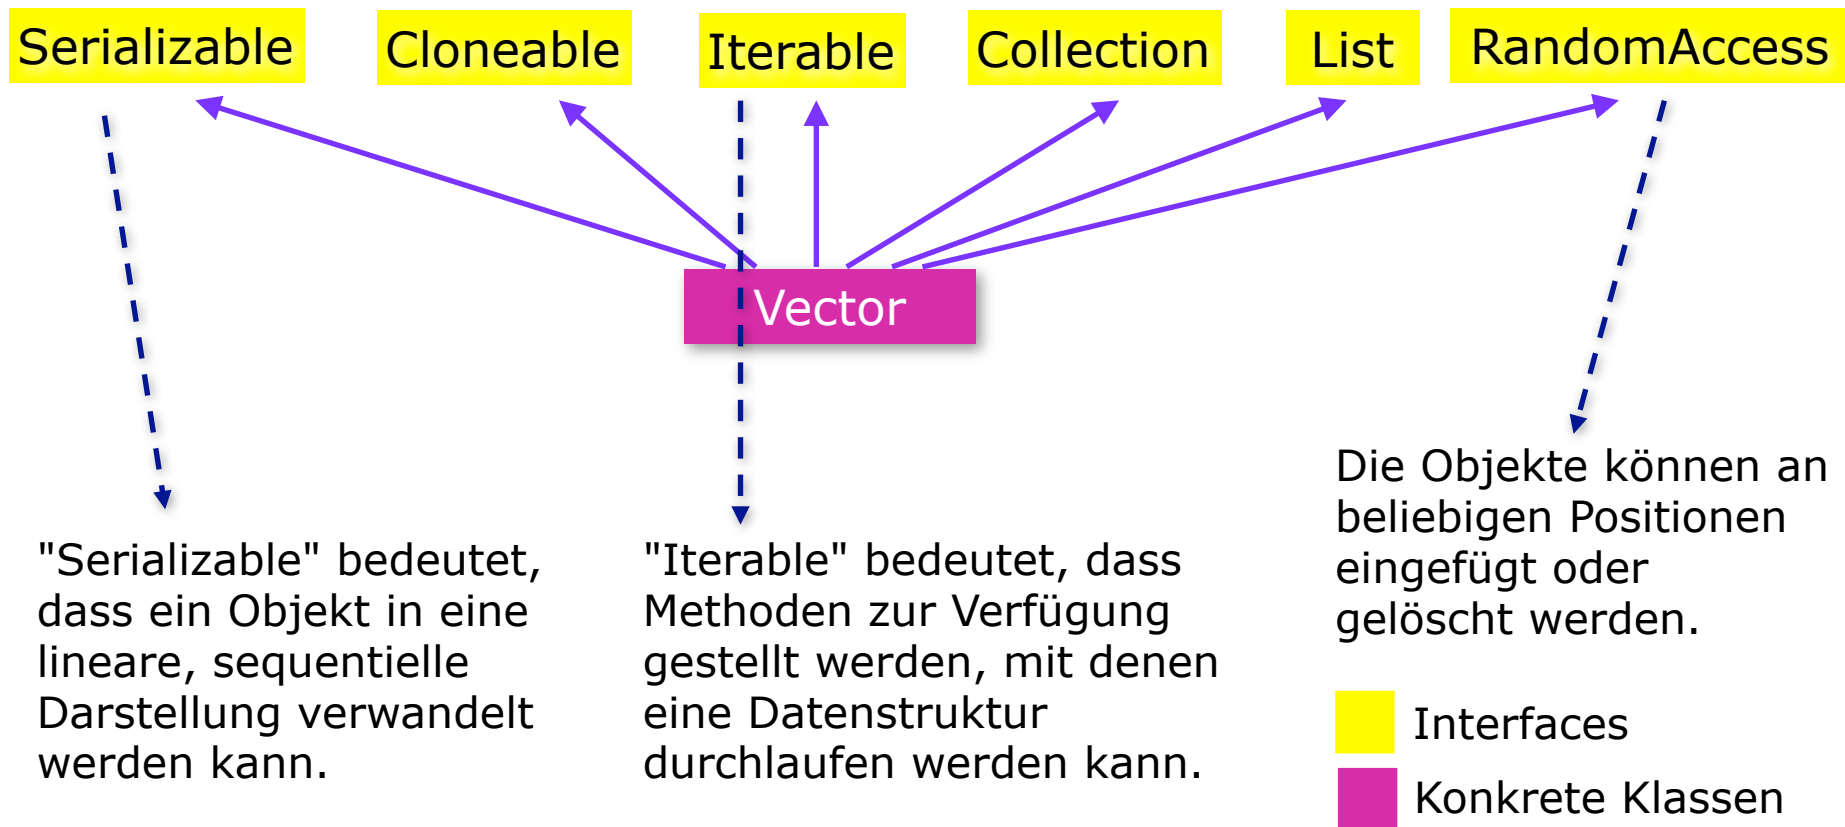 Serializable
Cloneable
Iterable
Collection
List
RandomAccess
Vector
"Serializable" bedeutet,
dass ein Objekt in eine
lineare, sequentielle
Darstellung verwandelt
werden kann.
"Iterable" bedeutet, dass
Methoden zur Verfügung
gestellt werden, mit denen
eine Datenstruktur
durchlaufen werden kann.
Die Objekte können an
beliebigen Positionen
eingefügt oder
gelöscht werden.
Interfaces
Konkrete Klassen